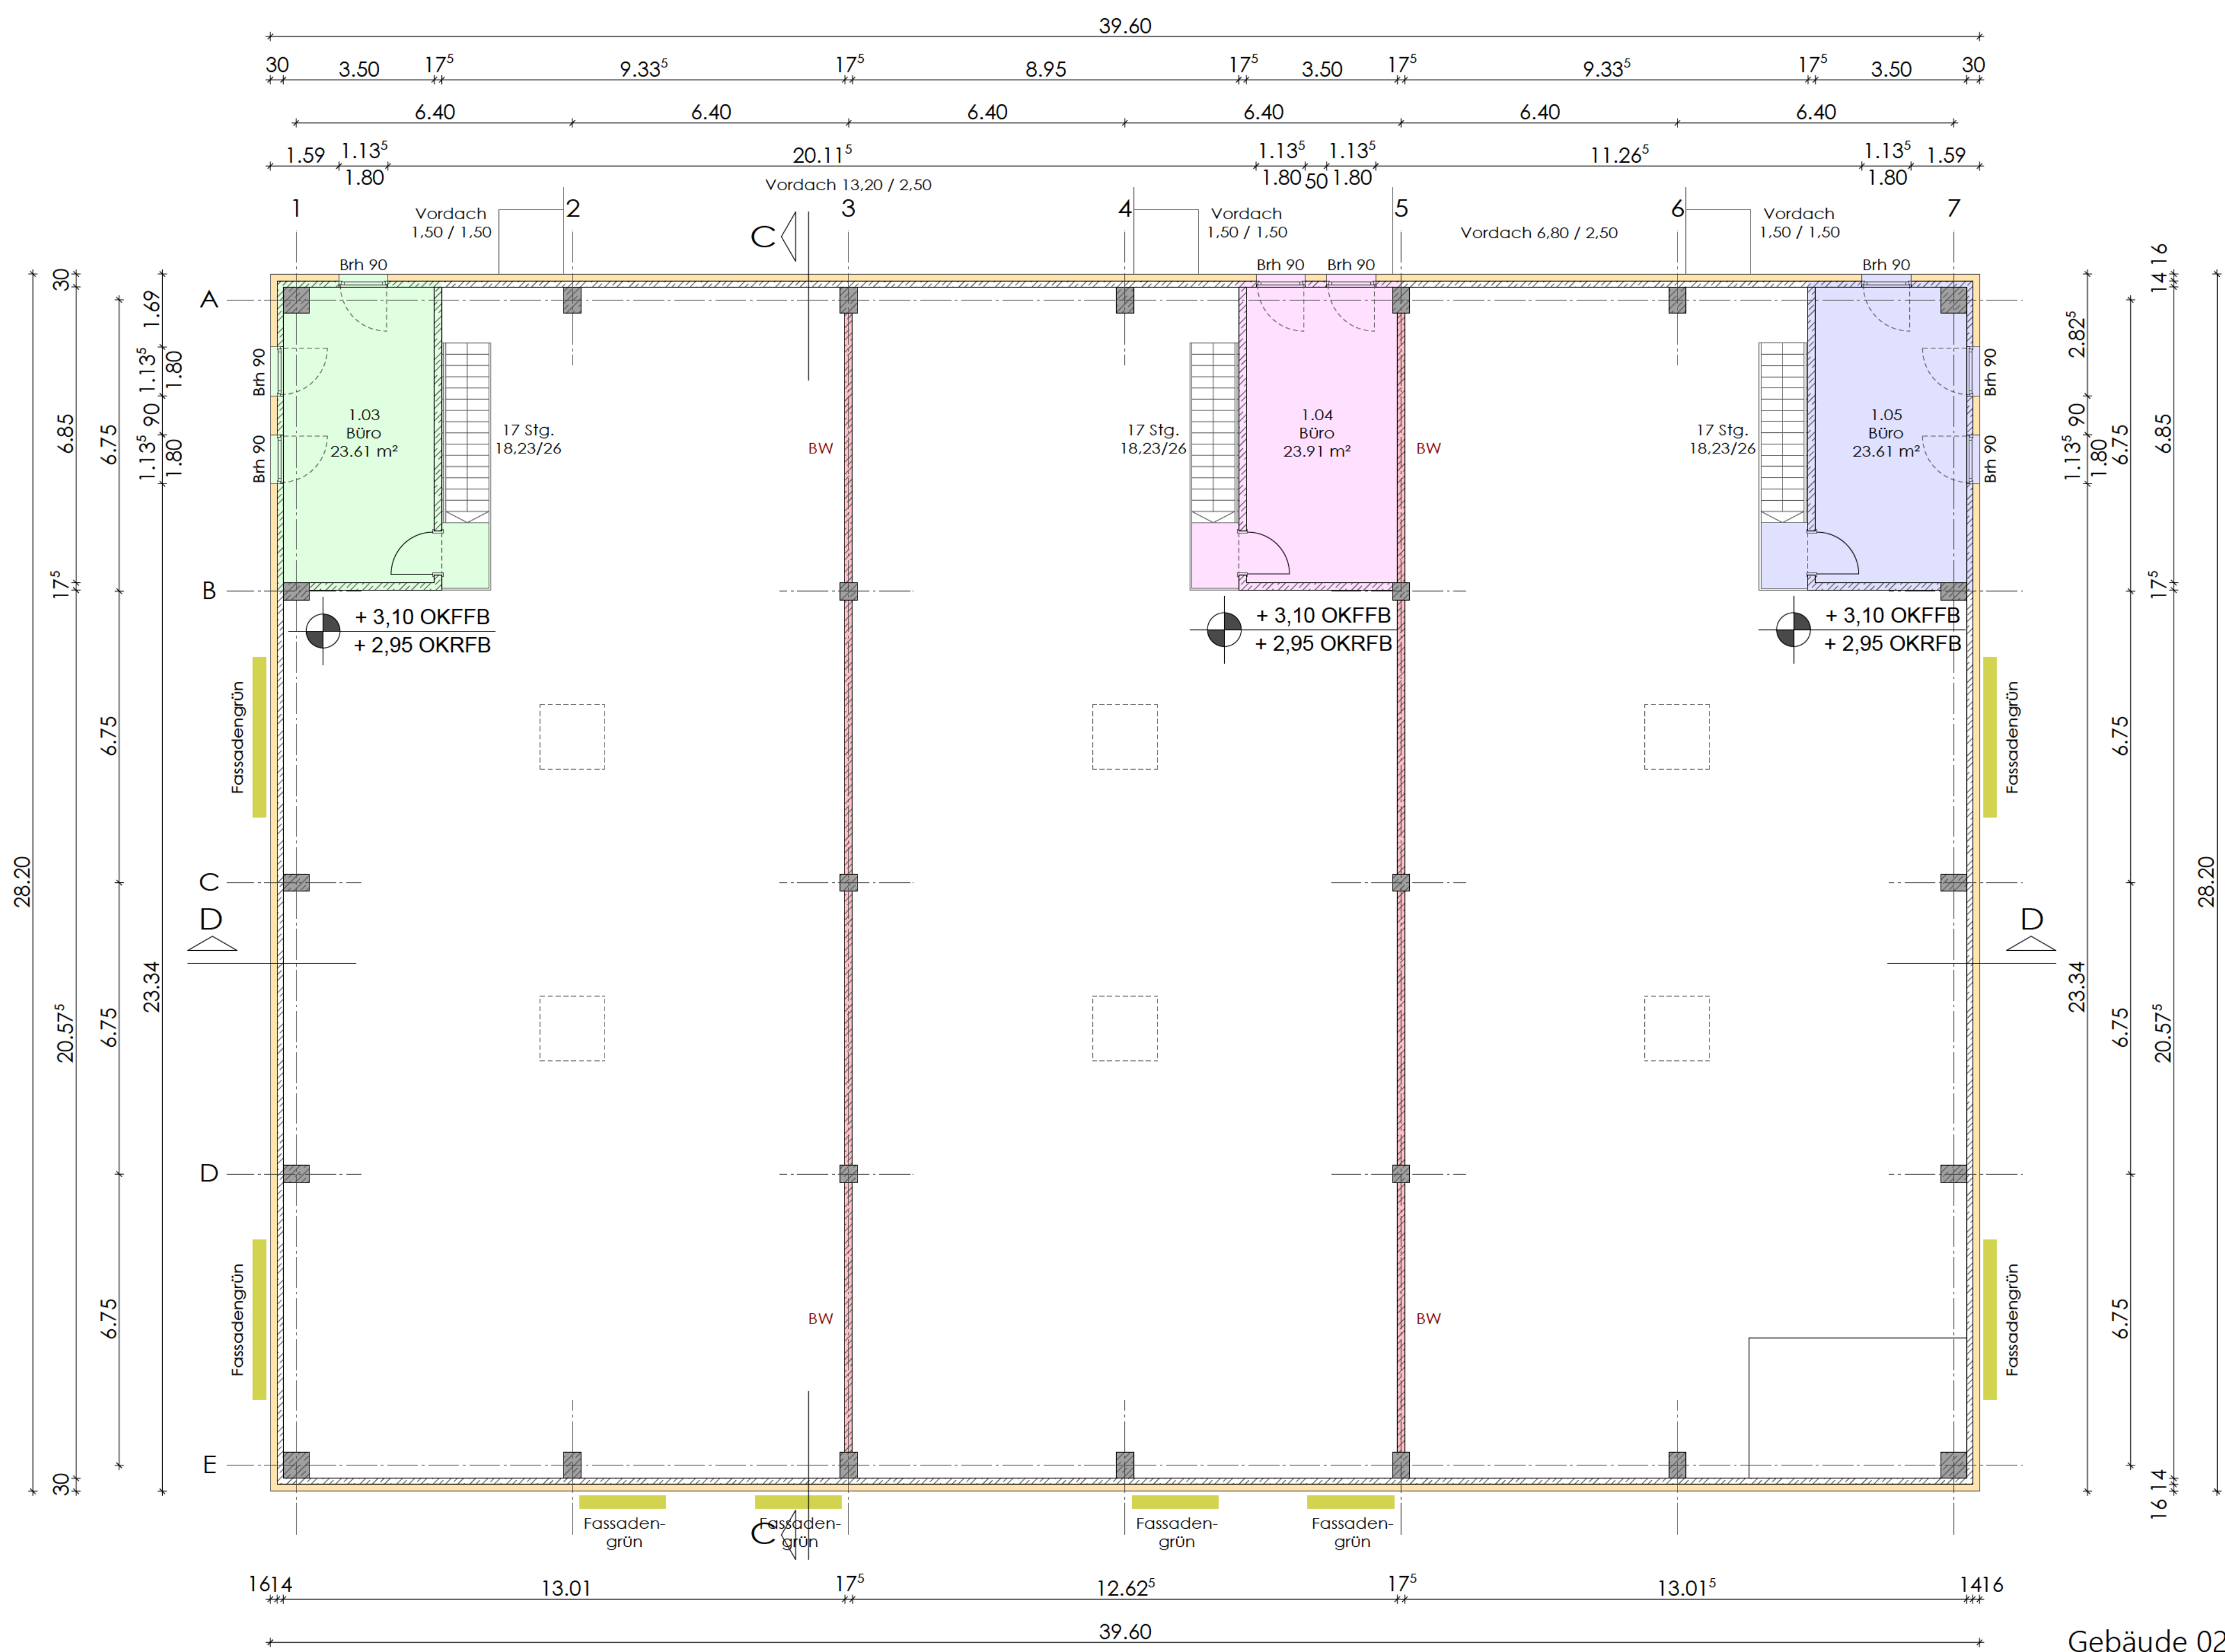 39.60
30 3.50 17⁵ 9.33⁵ 17⁵ 8.95 17⁵ 3.50 17⁵ 9.33⁵ 17⁵ 3.50 30
6.40 6.40 6.40 6.40 6.40 6.40
1.59 1.13⁵ 20.11⁵ 1.13⁵ 1.13⁵ 11.26⁵ 1.13⁵ 1.59
1.80 1.80 50 1.80 1.80
Vordach 13,20 / 2,50
1 2 3 4 5 6 7
Vordach
1,50 / 1,50
C
Vordach
1,50 / 1,50
Vordach 6,80 / 2,50
Vordach
1,50 / 1,50
Brh 90
Brh 90
Brh 90
Brh 90
A
B
C
D
E
28.20
30
6.85
17⁵
20.57⁵
30
6.75
6.75
6.75
6.75
1.69
1.13⁵
1.80
90
1.13⁵
1.80
23.34
Brh 90
Brh 90
1.03
Büro
23.61 m²
17 Stg.
18,23/26
BW
17 Stg.
18,23/26
1.04
Büro
23.91 m²
BW
17 Stg.
18,23/26
1.05
Büro
23.61 m²
Brh 90
Brh 90
+ 3,10 OKFFB
+ 2,95 OKRFB
+ 3,10 OKFFB
+ 2,95 OKRFB
+ 3,10 OKFFB
+ 2,95 OKRFB
Fassadengrün
Fassadengrün
D
D
BW
BW
Fassadengrün
Fassadengrün
2.82⁵
90
1.13⁵
1.80
23.34
6.75
6.75
6.75
6.75
14 16
6.85
17⁵
20.57⁵
16 14
28.20
Fassaden-
grün
Fassaden-
grün
C
Fassaden-
grün
Fassaden-
grün
1614 13.01 17⁵ 12.62⁵ 17⁵ 13.01⁵ 1416
39.60
Gebäude 02